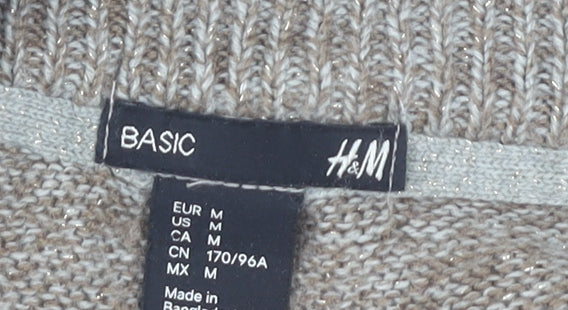 BASIC H&M
EUR M
US M
CA M
CN 170/96A
MX M
Made in